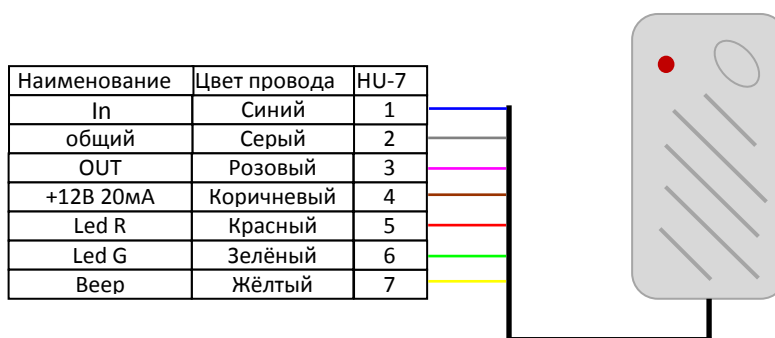 Наименование Цвет провода HU-7
In Синий 1
общий Серый 2
OUT Розовый 3
+12В 20мА Коричневый 4
Led R Красный 5
Led G Зелёный 6
Beep Жёлтый 7